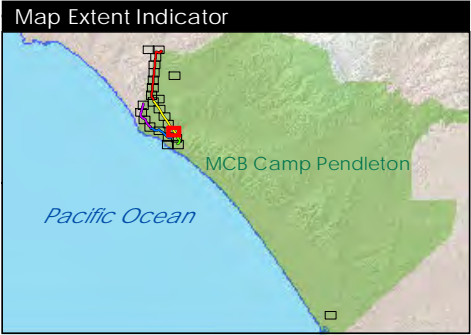 Map Extent Indicator
MCB Camp Pendleton
Pacific Ocean